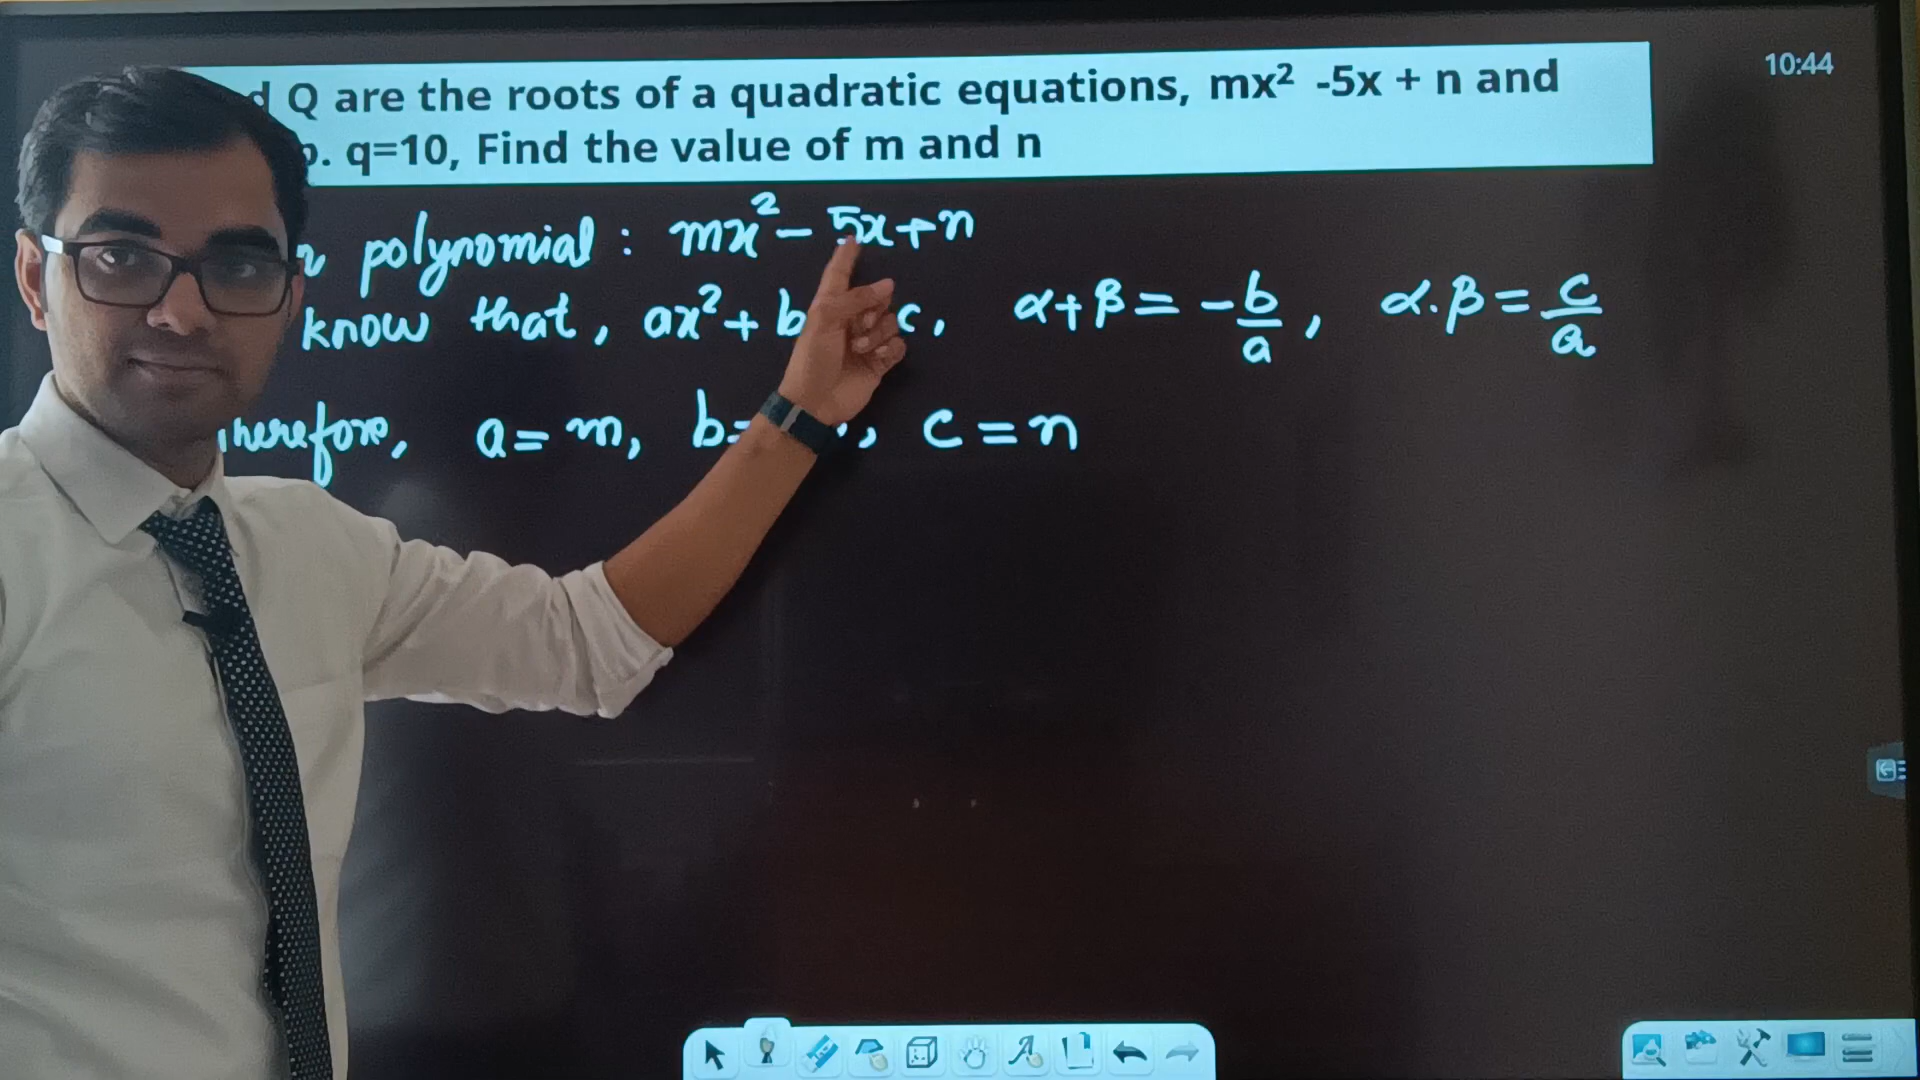 Q are the roots of a quadratic equations, mx² -5x + n and
q=10, Find the value of m and n
polynomial : mx² - 5x + n
know that, ax² + b c, α + β = -b/a, α.β = c/a
therefore, a = m, b= , c = n
10:44